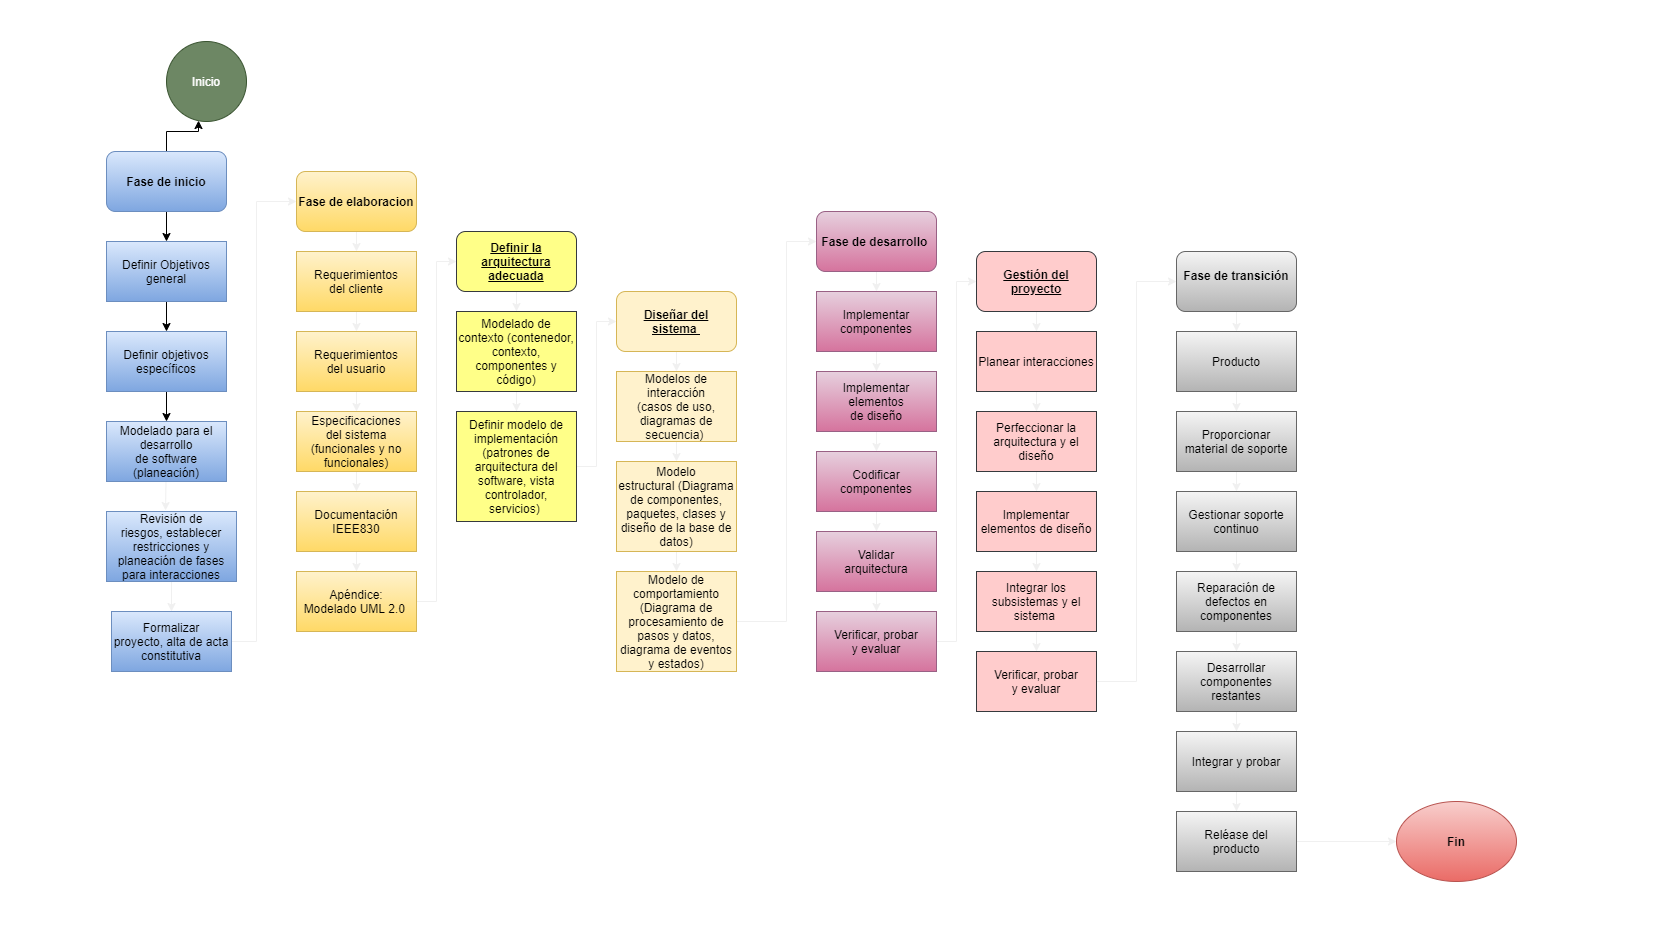 Inicio
Fase de inicio
Definir Objetivos
general
Definir objetivos
específicos
Modelado para el
desarrollo
de software
(planeación)
Revisión de
riesgos, establecer
restricciones y
planeación de fases
para interacciones
Formalizar
proyecto, alta de acta
constitutiva
Fase de elaboracion
Requerimientos
del cliente
Requerimientos
del usuario
Especificaciones
del sistema
(funcionales y no
funcionales)
Documentación
IEEE830
Apéndice:
Modelado UML 2.0
Definir la
arquitectura
adecuada
Modelado de
contexto (contenedor,
contexto,
componentes y
código)
Definir modelo de
implementación
(patrones de
arquitectura del
software, vista
controlador,
servicios)
Diseñar del
sistema
Modelos de
interacción
(casos de uso,
diagramas de
secuencia)
Modelo
estructural (Diagrama
de componentes,
paquetes, clases y
diseño de la base de
datos)
Modelo de
comportamiento
(Diagrama de
procesamiento de
pasos y datos,
diagrama de eventos
y estados)
Fase de desarrollo
Implementar
componentes
Implementar
elementos
de diseño
Codificar
componentes
Validar
arquitectura
Verificar, probar
y evaluar
Gestión del
proyecto
Planear interacciones
Perfeccionar la
arquitectura y el
diseño
Implementar
elementos de diseño
Integrar los
subsistemas y el
sistema
Verificar, probar
y evaluar
Fase de transición
Producto
Proporcionar
material de soporte
Gestionar soporte
continuo
Reparación de
defectos en
componentes
Desarrollar
componentes
restantes
Integrar y probar
Reléase del
producto
Fin